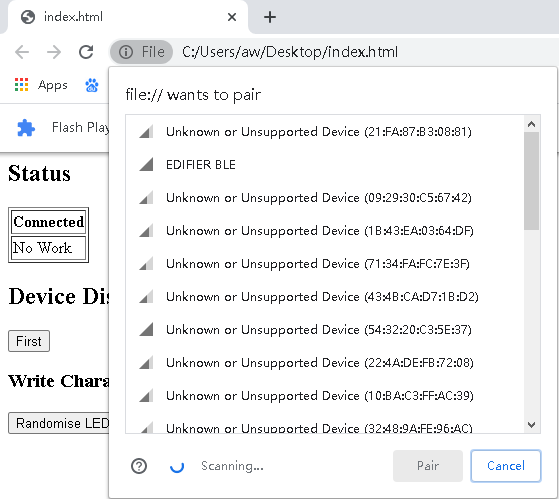 index.html
File C:/Users/aw/Desktop/index.html
Apps
Flash Play
Status
Connected
No Work
Device Dis
First
Write Chara
Randomise LED
file:// wants to pair
Unknown or Unsupported Device (21:FA:87:B3:08:81)
EDIFIER BLE
Unknown or Unsupported Device (09:29:30:C5:67:42)
Unknown or Unsupported Device (1B:43:EA:03:64:DF)
Unknown or Unsupported Device (71:34:FA:FC:7E:3F)
Unknown or Unsupported Device (43:4B:CA:D7:1B:D2)
Unknown or Unsupported Device (54:32:20:C3:5E:37)
Unknown or Unsupported Device (22:4A:DE:FB:72:08)
Unknown or Unsupported Device (10:BA:C3:FF:AC:39)
Unknown or Unsupported Device (32:48:9A:FE:96:AC)
Scanning...
Pair
Cancel